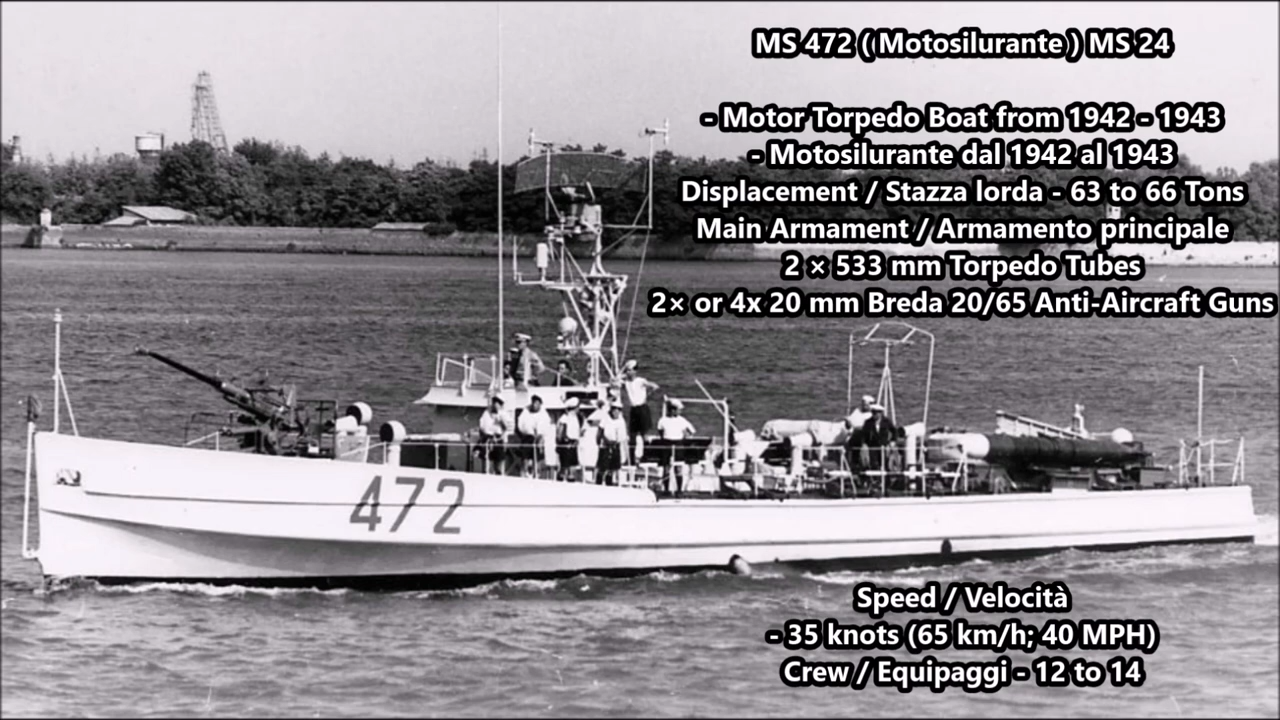 MS 472 ( Motosilurante ) MS 24
- Motor Torpedo Boat from 1942 - 1943
- Motosilurante dal 1942 al 1943
Displacement / Stazza lorda - 63 to 66 Tons
Main Armament / Armamento principale
2 × 533 mm Torpedo Tubes
2× or 4x 20 mm Breda 20/65 Anti-Aircraft Guns
472
Speed / Velocità
- 35 knots (65 km/h; 40 MPH)
Crew / Equipaggi - 12 to 14